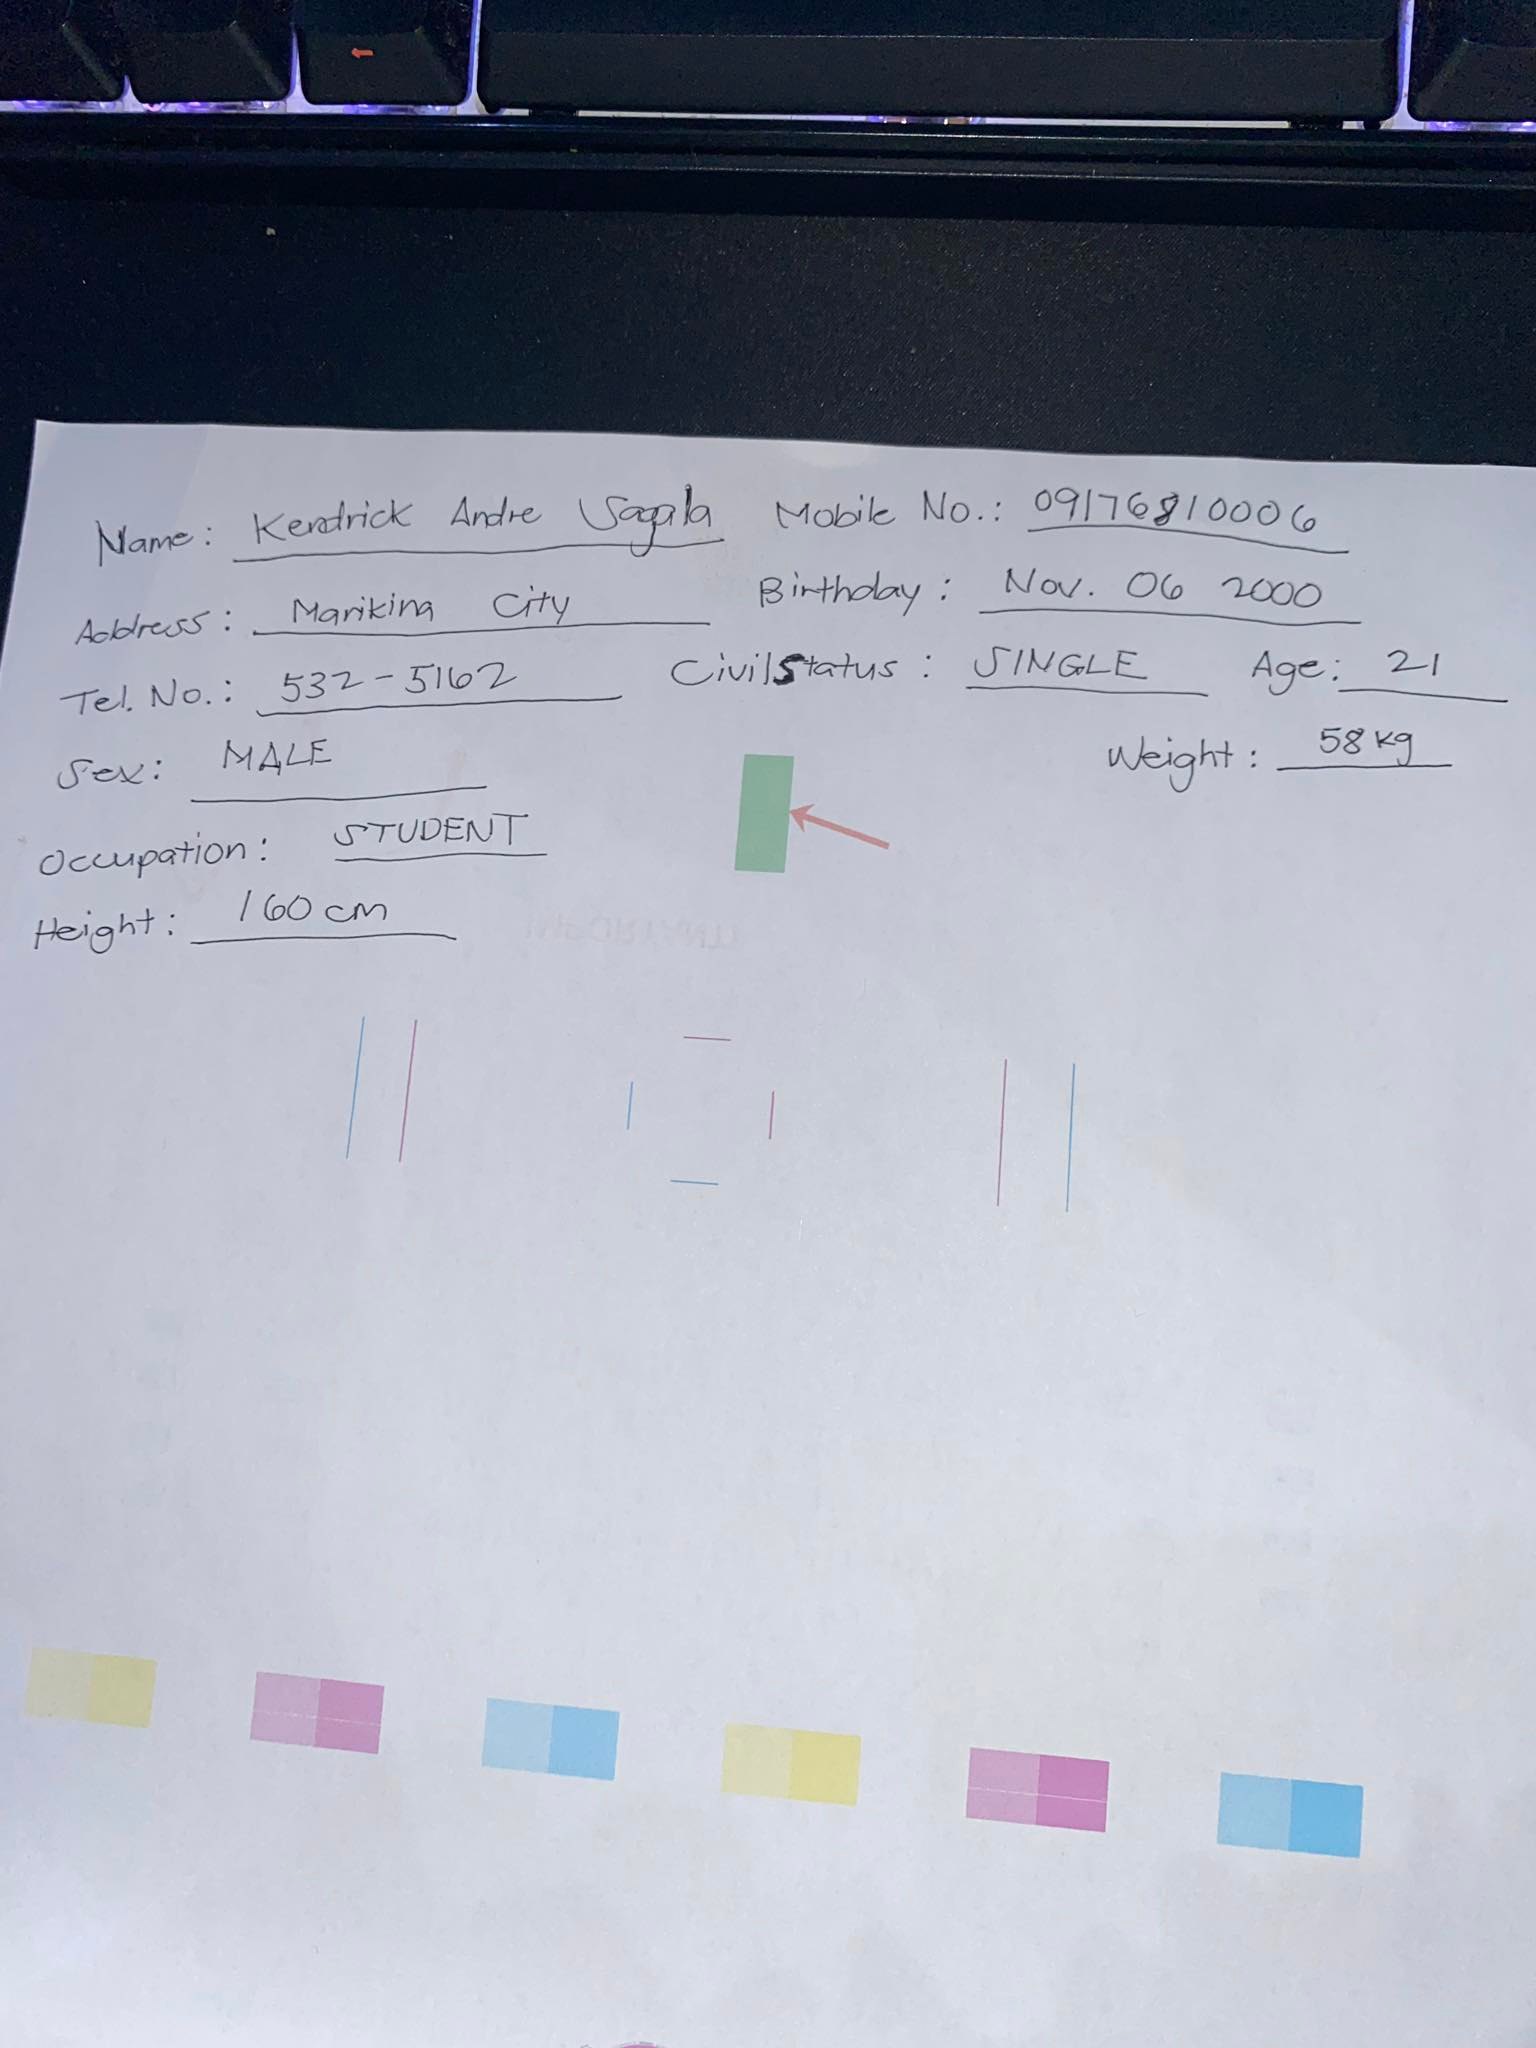 Name: Kendrick Andre Sagala Mobile No.: 09176810006
Address: Marikina City Birthday: Nov. 06 2000
Tel. No.: 532-5162 Civil Status: SINGLE Age: 21
Sex: MALE Weight: 58 kg
Occupation: STUDENT
Height: 160 cm